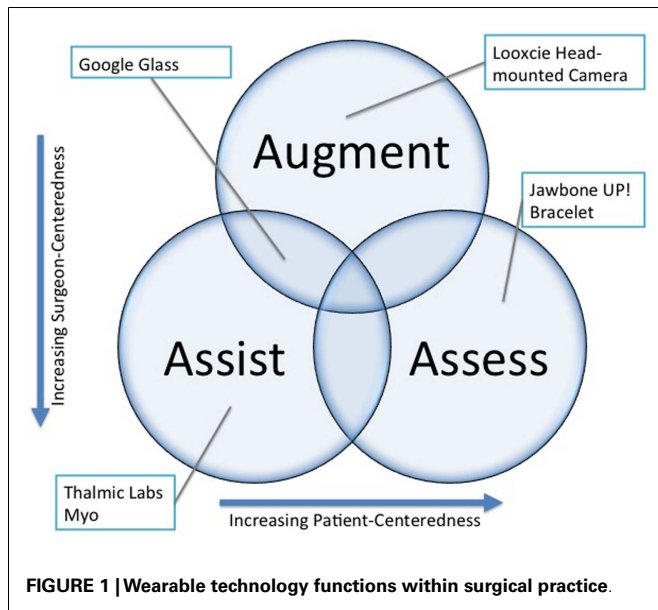 Google Glass
Looxcie Head-
mounted Camera
Augment
Jawbone UP!
Bracelet
Increasing Surgeon-Centeredness
Assist
Assess
Thalmic Labs
Myo
Increasing Patient-Centeredness
FIGURE 1 | Wearable technology functions within surgical practice.